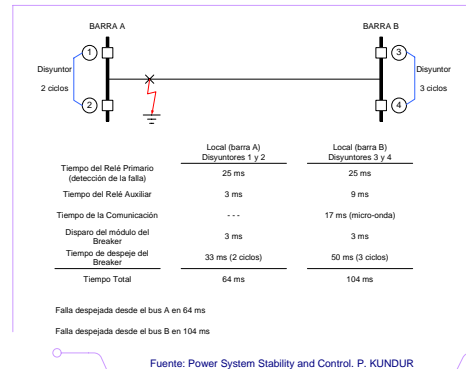 BARRA A
BARRA B
1
3
Disyuntor
Disyuntor
2 ciclos
3 ciclos
2
4
Local (barra A)
Disyuntores 1 y 2
Local (barra B)
Disyuntores 3 y 4
Tiempo del Relé Primario
(detección de la falla)
25 ms
25 ms
Tiempo del Relé Auxiliar
3 ms
9 ms
Tiempo de la Comunicación
- - -
17 ms (micro-onda)
Disparo del módulo del
Breaker
3 ms
3 ms
Tiempo de despeje del
Breaker
33 ms (2 ciclos)
50 ms (3 ciclos)
Tiempo Total
64 ms
104 ms
Falla despejada desde el bus A en 64 ms
Falla despejada desde el bus B en 104 ms
Fuente: Power System Stability and Control. P. KUNDUR